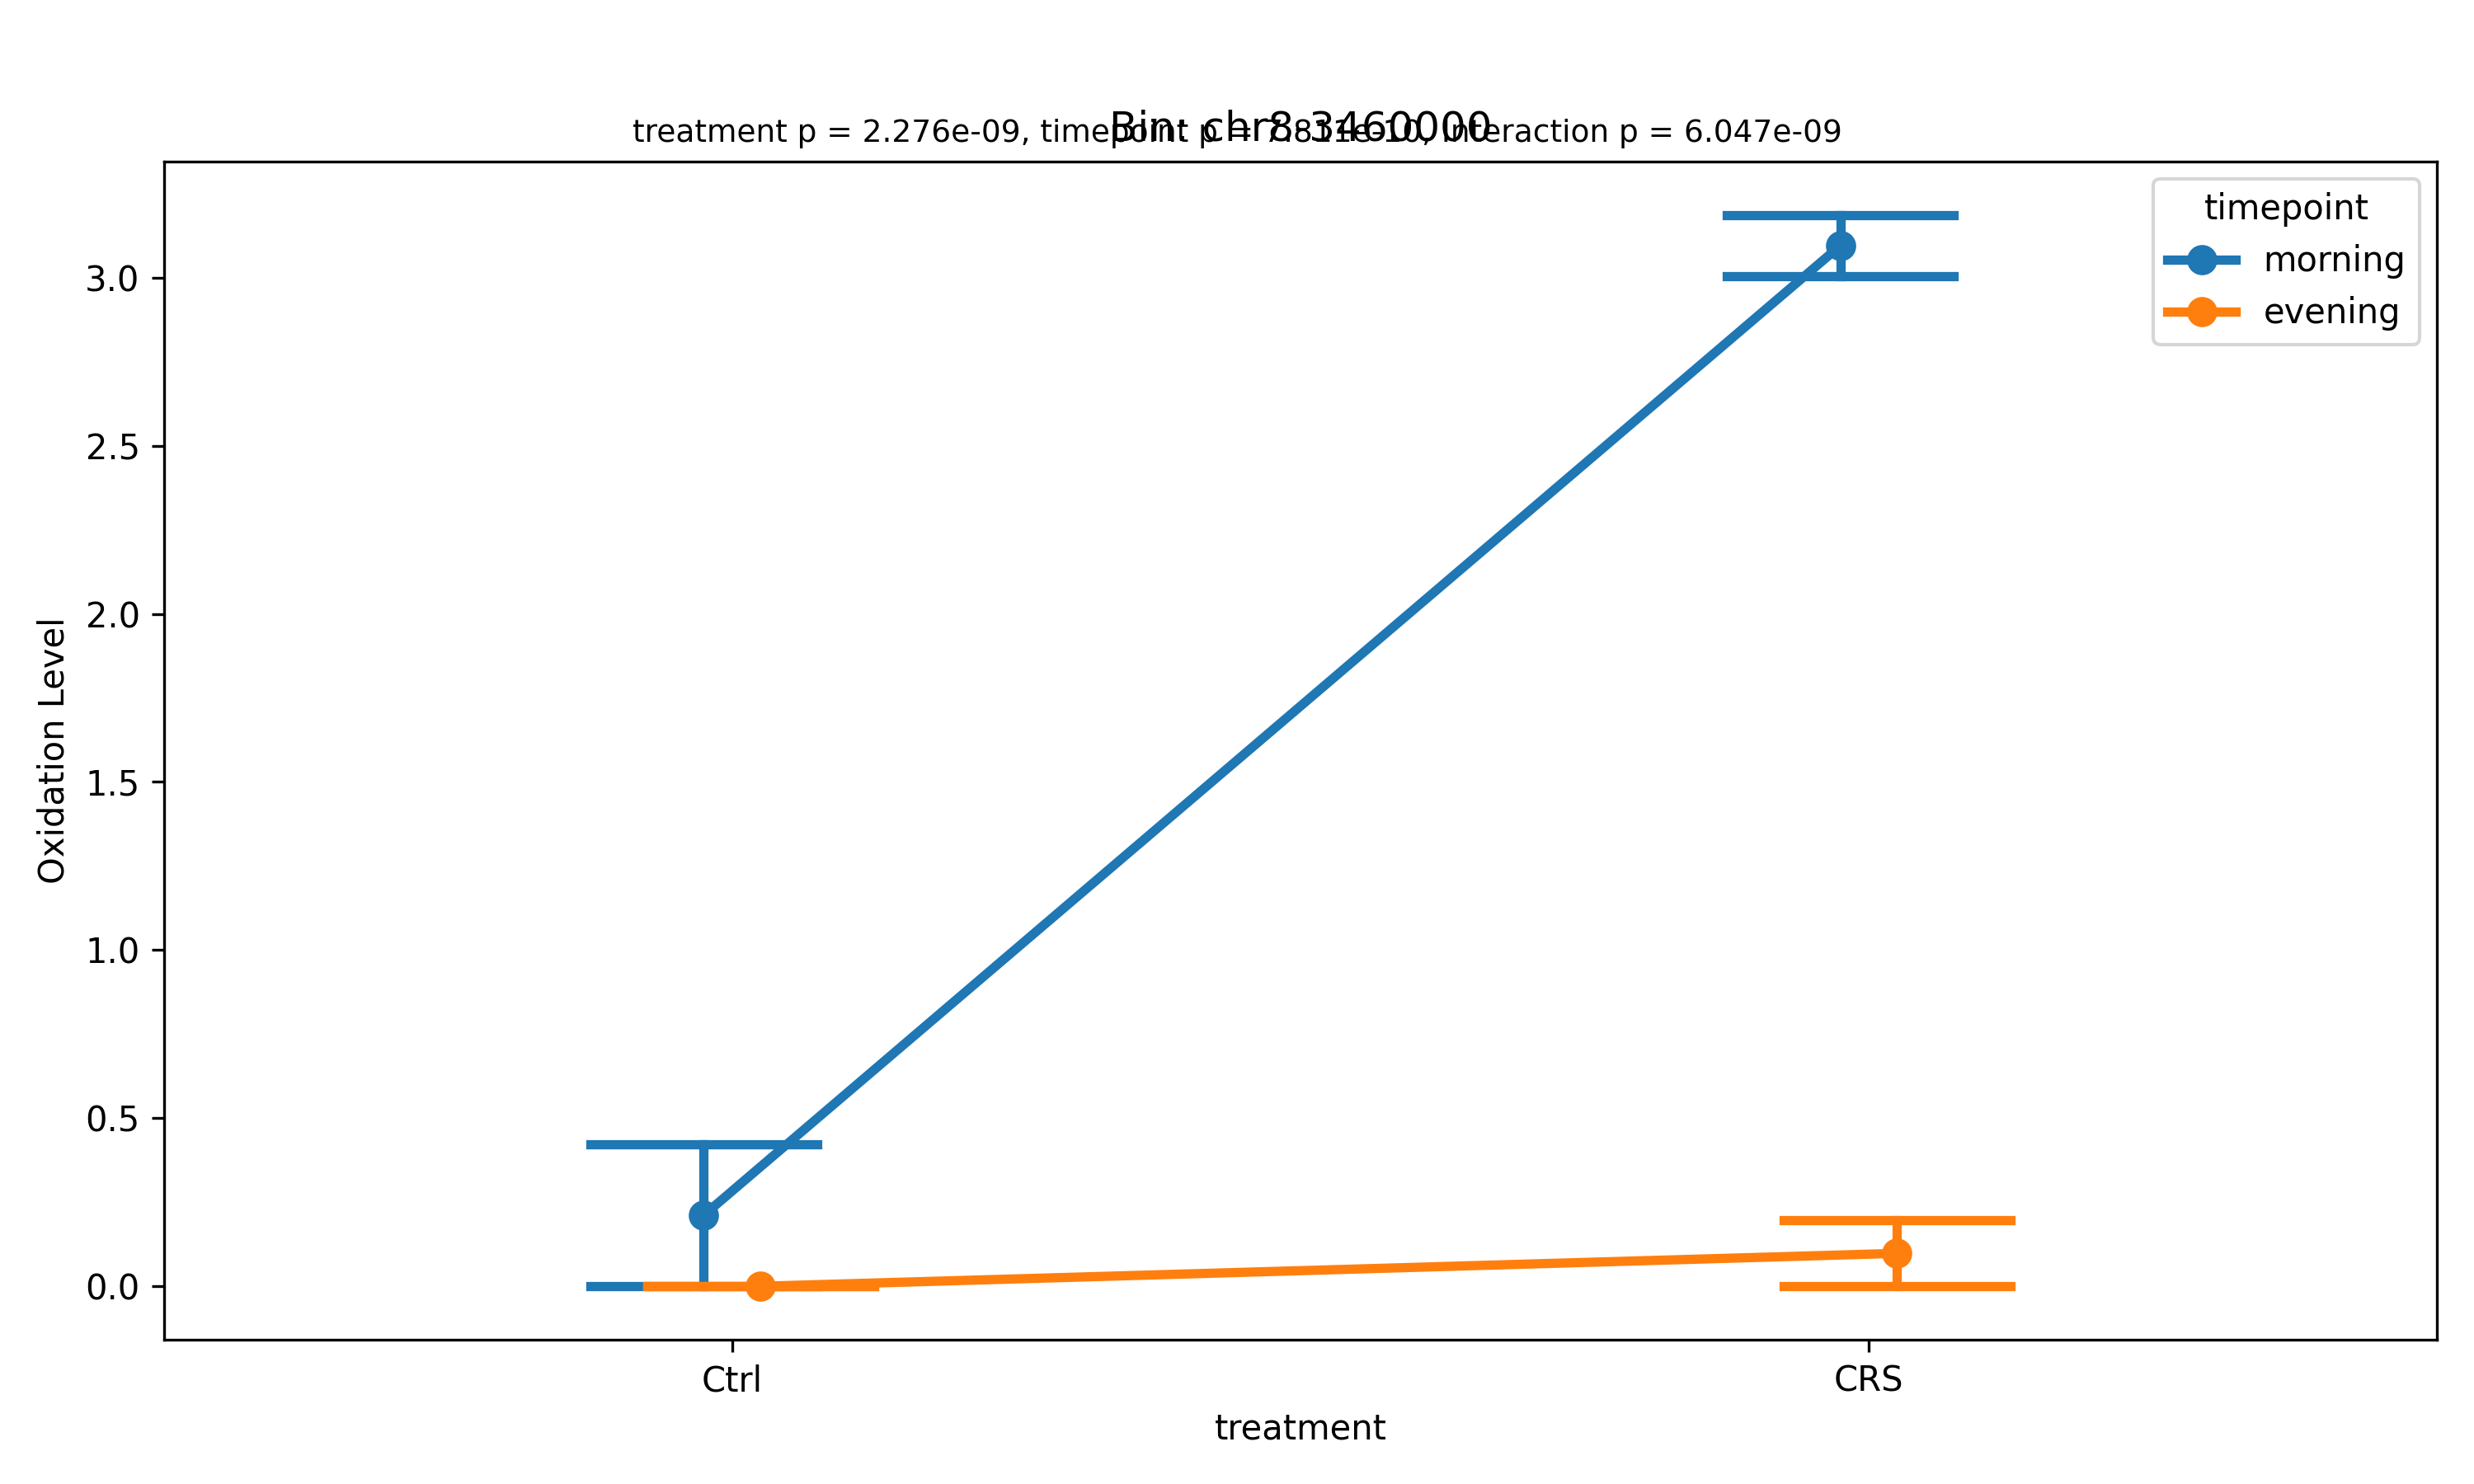 Bin: chr8-3460000
treatment p = 2.276e-09, timepoint p = 7.811e-10, interaction p = 6.047e-09
timepoint
morning
evening
3.0
2.5
2.0
1.5
1.0
0.5
0.0
Oxidation Level
Ctrl
CRS
treatment